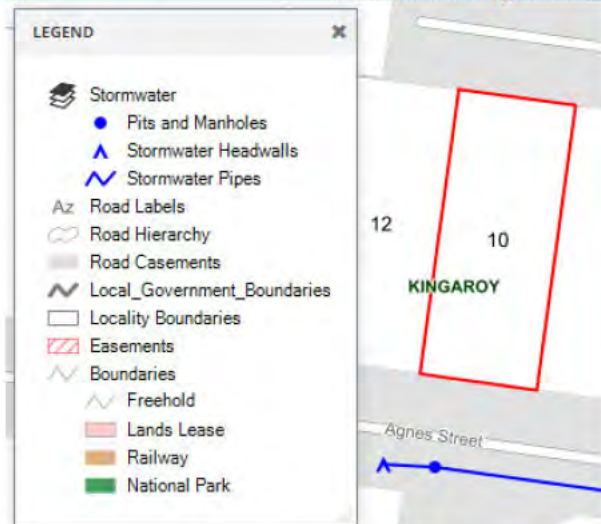 LEGEND
Stormwater
Pits and Manholes
Stormwater Headwalls
Stormwater Pipes
Az Road Labels
Road Hierarchy
Road Casements
Local_Government_Boundaries
Locality Boundaries
Easements
Boundaries
Freehold
Lands Lease
Railway
National Park
12
10
KINGAROY
Agnes Street